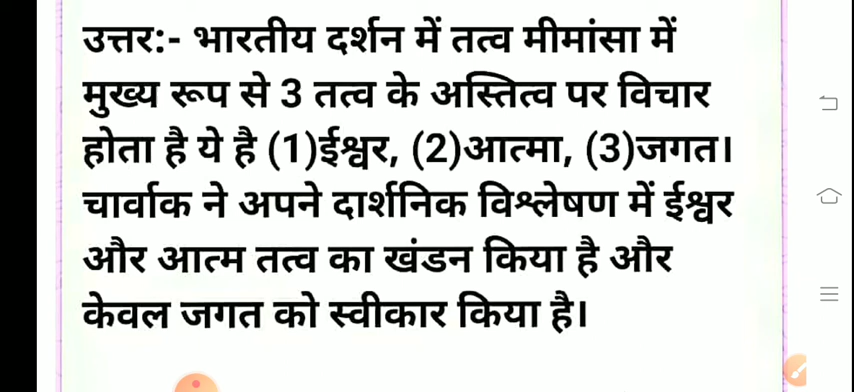 उत्तर:- भारतीय दर्शन में तत्व मीमांसा में
मुख्य रूप से 3 तत्व के अस्तित्व पर विचार
होता है ये है (1)ईश्वर, (2)आत्मा, (3)जगत।
चार्वाक ने अपने दार्शनिक विश्लेषण में ईश्वर
और आत्म तत्व का खंडन किया है और
केवल जगत को स्वीकार किया है।